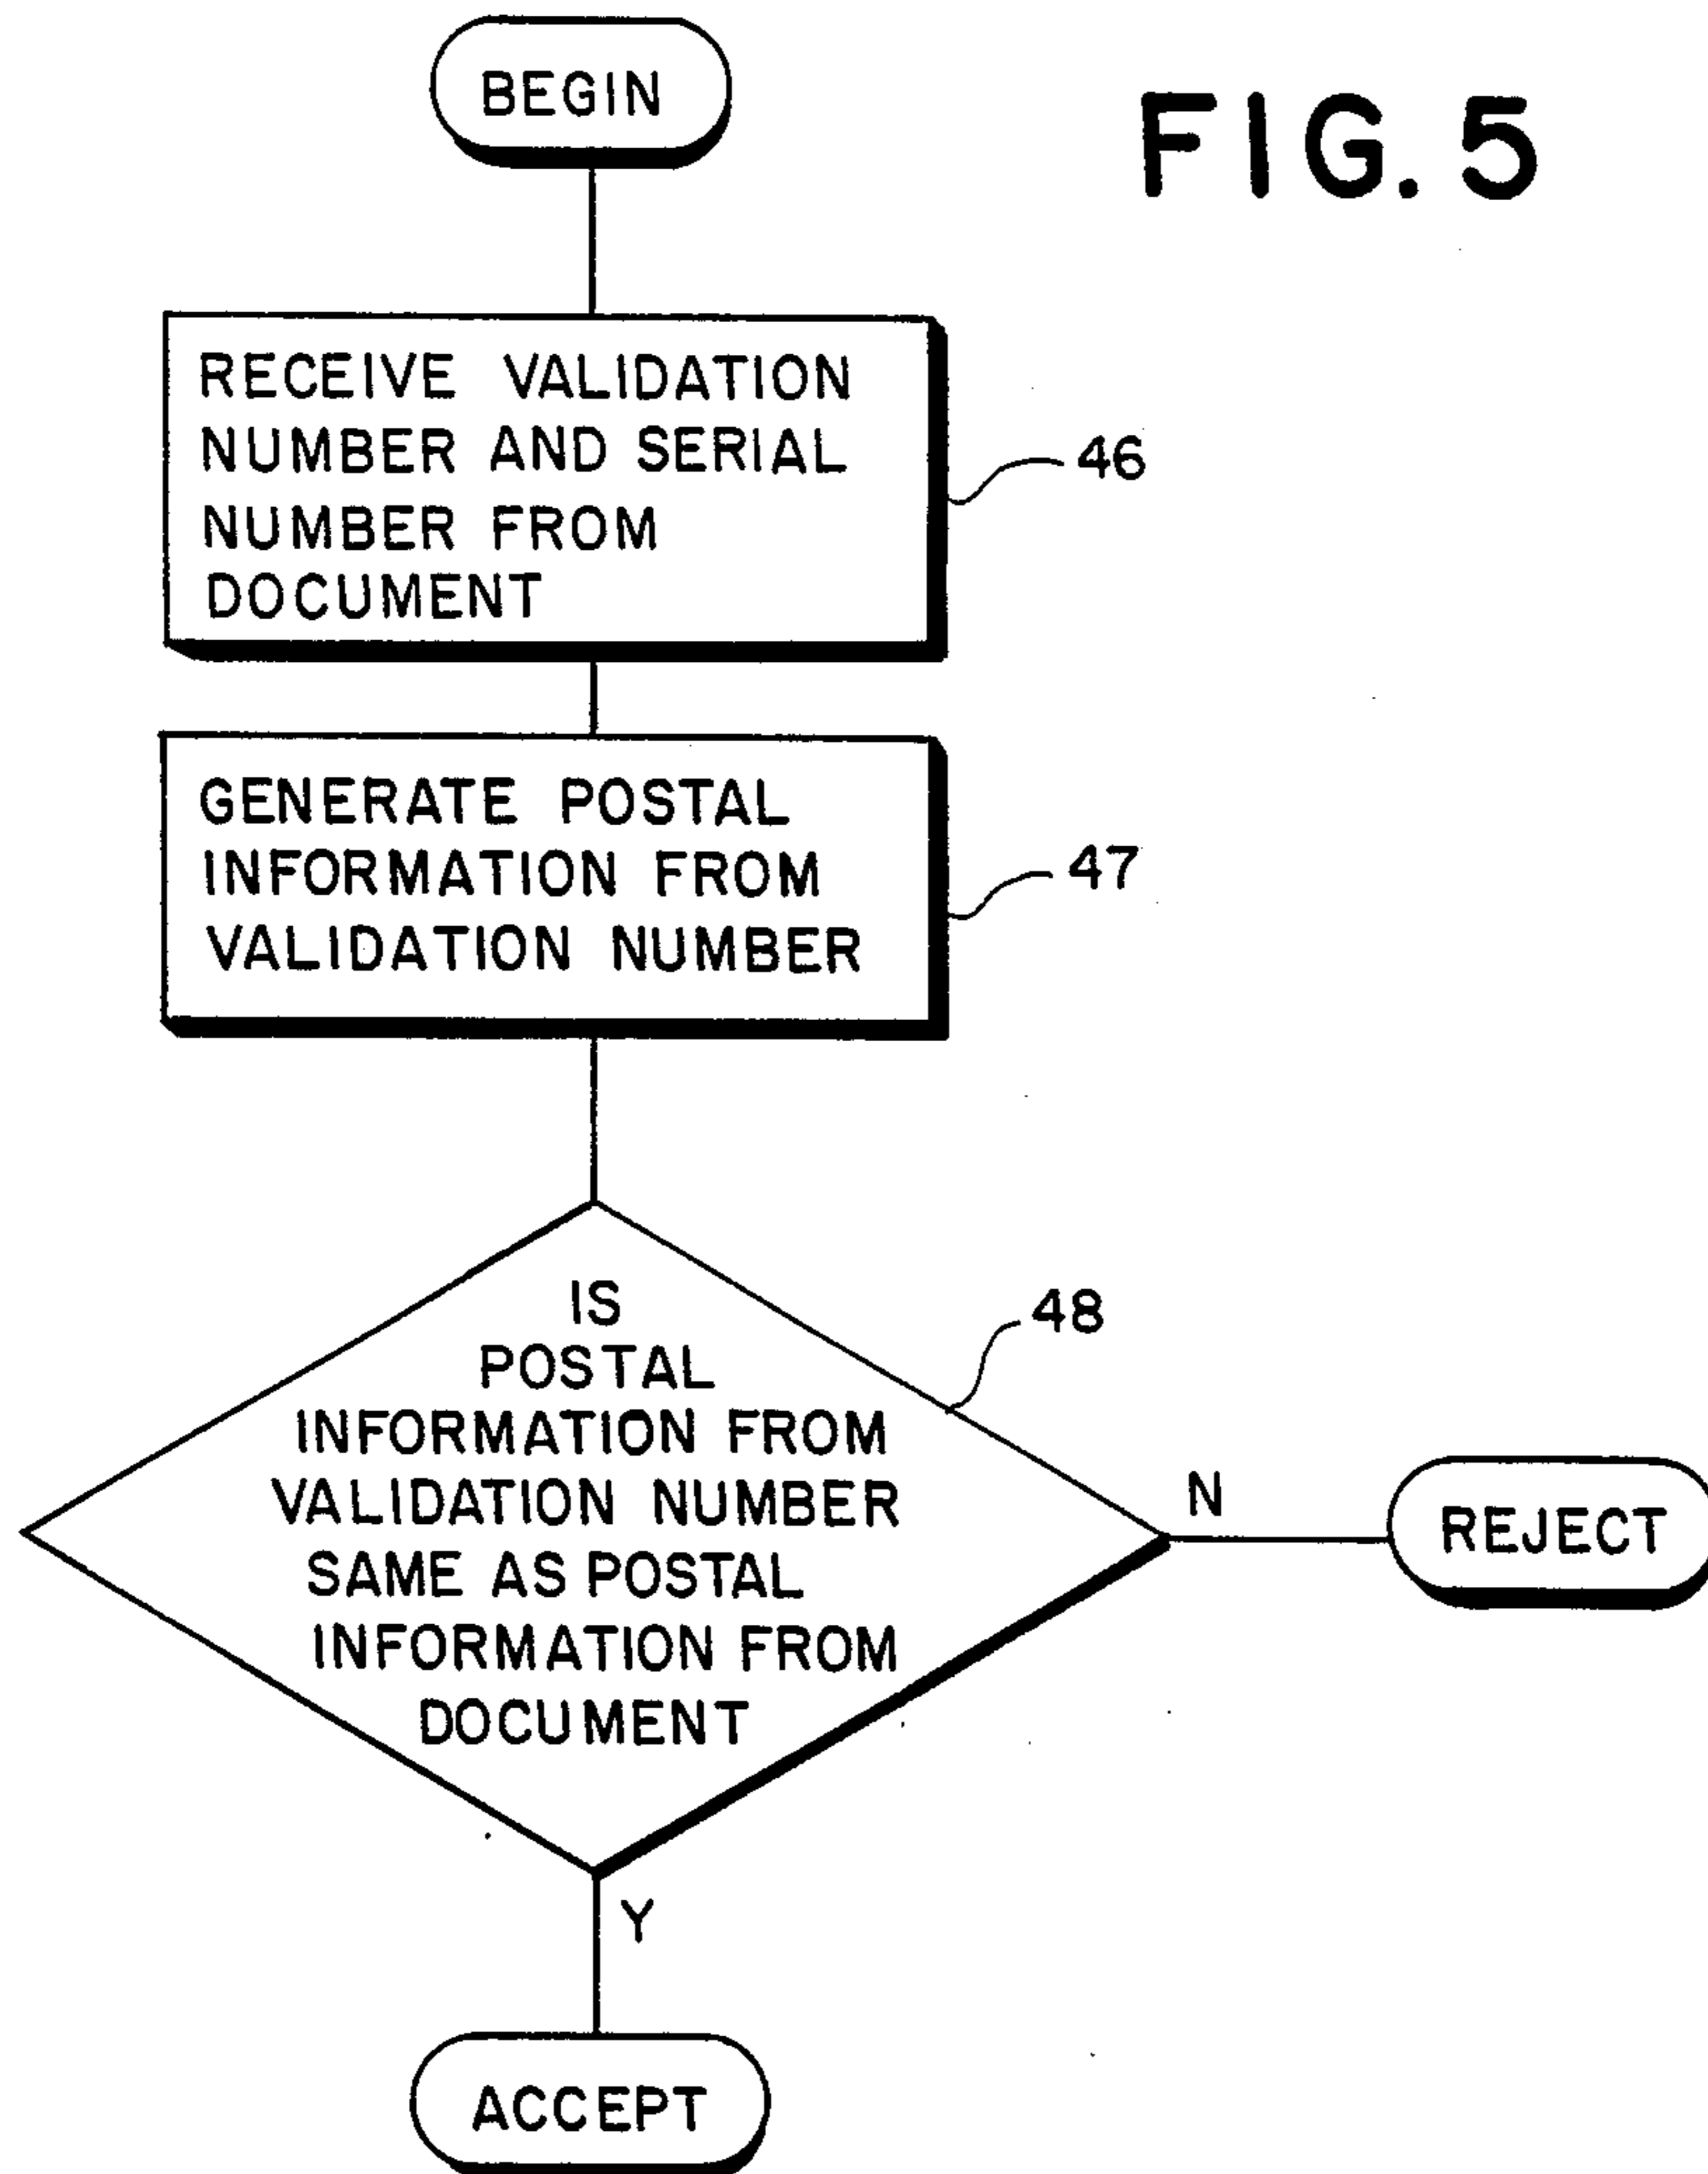 BEGIN
FIG. 5
RECEIVE VALIDATION
NUMBER AND SERIAL
NUMBER FROM
DOCUMENT
46
GENERATE POSTAL
INFORMATION FROM
VALIDATION NUMBER
47
IS
POSTAL
INFORMATION FROM
VALIDATION NUMBER
SAME AS POSTAL
INFORMATION FROM
DOCUMENT
48
N
REJECT
Y
ACCEPT